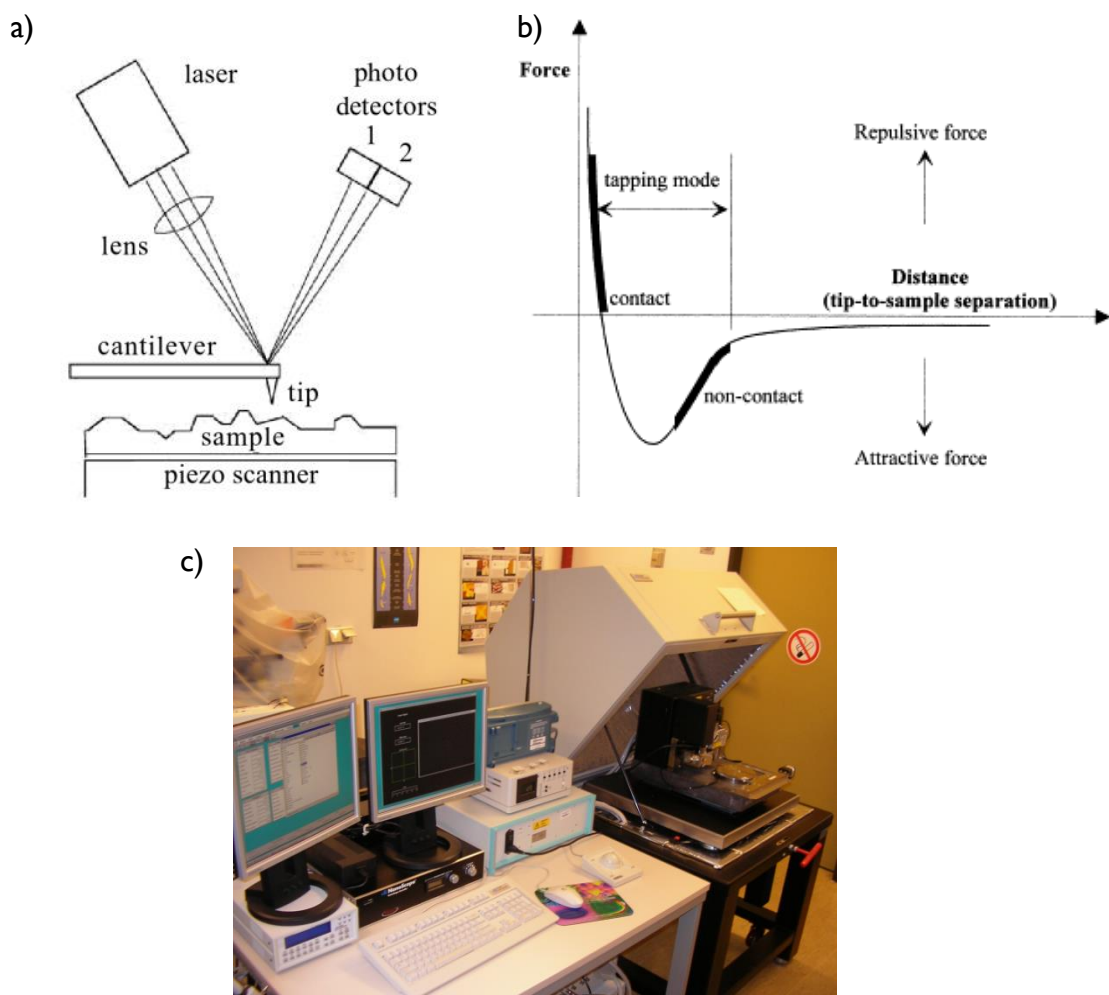 a)
laser
photo
detectors
1
2
lens
cantilever
tip
sample
piezo scanner
b)
Force
Repulsive force
tapping mode
Distance
(tip-to-sample separation)
contact
non-contact
Attractive force
c)
NanoScope